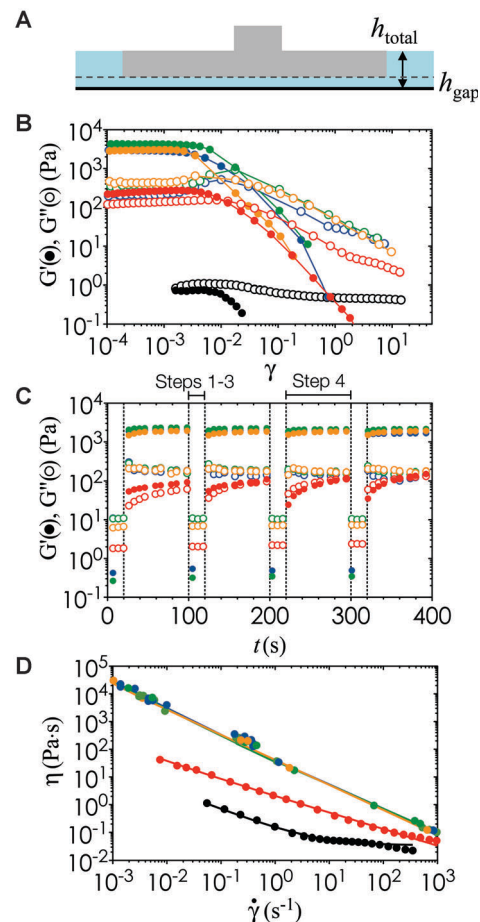 A
h_total
h_gap
B
10^4
10^3
10^2
10^1
10^0
10^-1
G'(●), G''(○) (Pa)
10^-4
10^-3
10^-2
10^-1
10^0
10^1
γ
C
Steps 1-3
Step 4
10^4
10^3
10^2
10^1
10^0
10^-1
G'(●), G''(○) (Pa)
0
100
200
300
400
t (s)
D
10^5
10^4
10^3
10^2
10^1
10^0
10^-1
10^-2
η (Pa·s)
10^-3
10^-2
10^-1
10^0
10^1
10^2
10^3
γ̇ (s^-1)